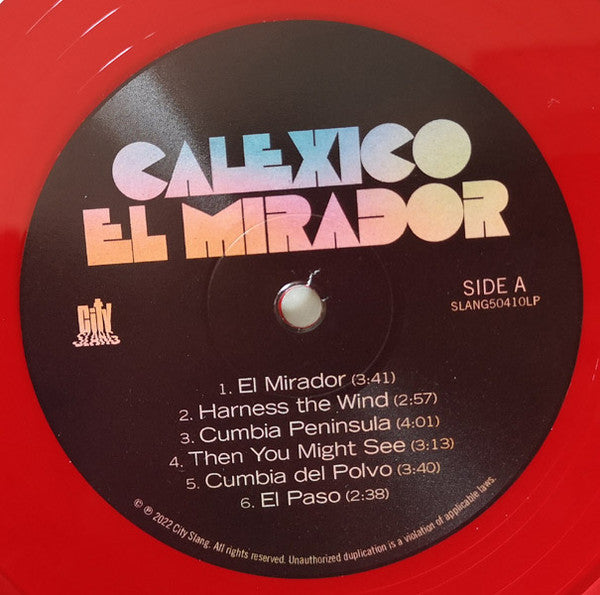 CALEXICO
EL MIRADOR
SIDE A
SLANG50410LP
City
SLANG
1. El Mirador (3:41)
2. Harness the Wind (2:57)
3. Cumbia Peninsula (4:01)
4. Then You Might See (3:13)
5. Cumbia del Polvo (3:40)
6. El Paso (2:38)
© ℗ 2022 City Slang. All rights reserved. Unauthorized duplication is a violation of applicable laws.